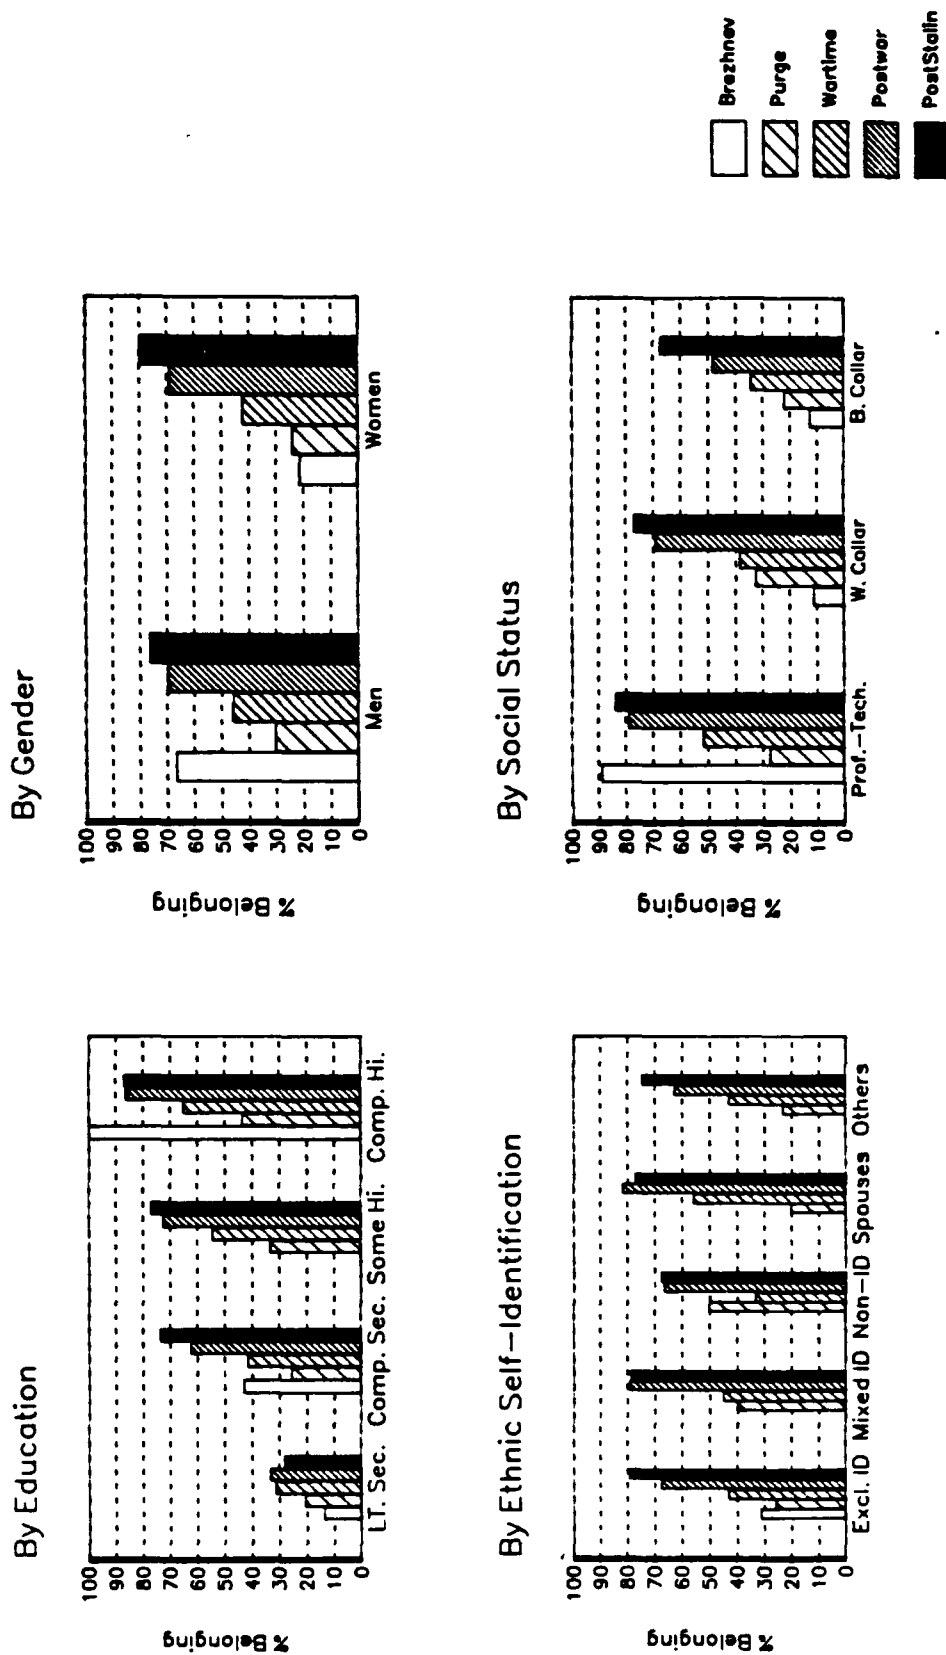 By Education
% Belonging
100
90
80
70
60
50
40
30
20
10
0
LT. Sec. Comp. Sec. Some Hi. Comp. Hi.
By Gender
% Belonging
100
90
80
70
60
50
40
30
20
10
0
Men Women
By Ethnic Self-Identification
% Belonging
100
90
80
70
60
50
40
30
20
10
0
Excl. ID Mixed ID Non-ID Spouses Others
By Social Status
% Belonging
100
90
80
70
60
50
40
30
20
10
0
Prof.-Tech. W. Collar B. Collar
Brezhnev
Purge
Wartime
Postwar
PostStalin